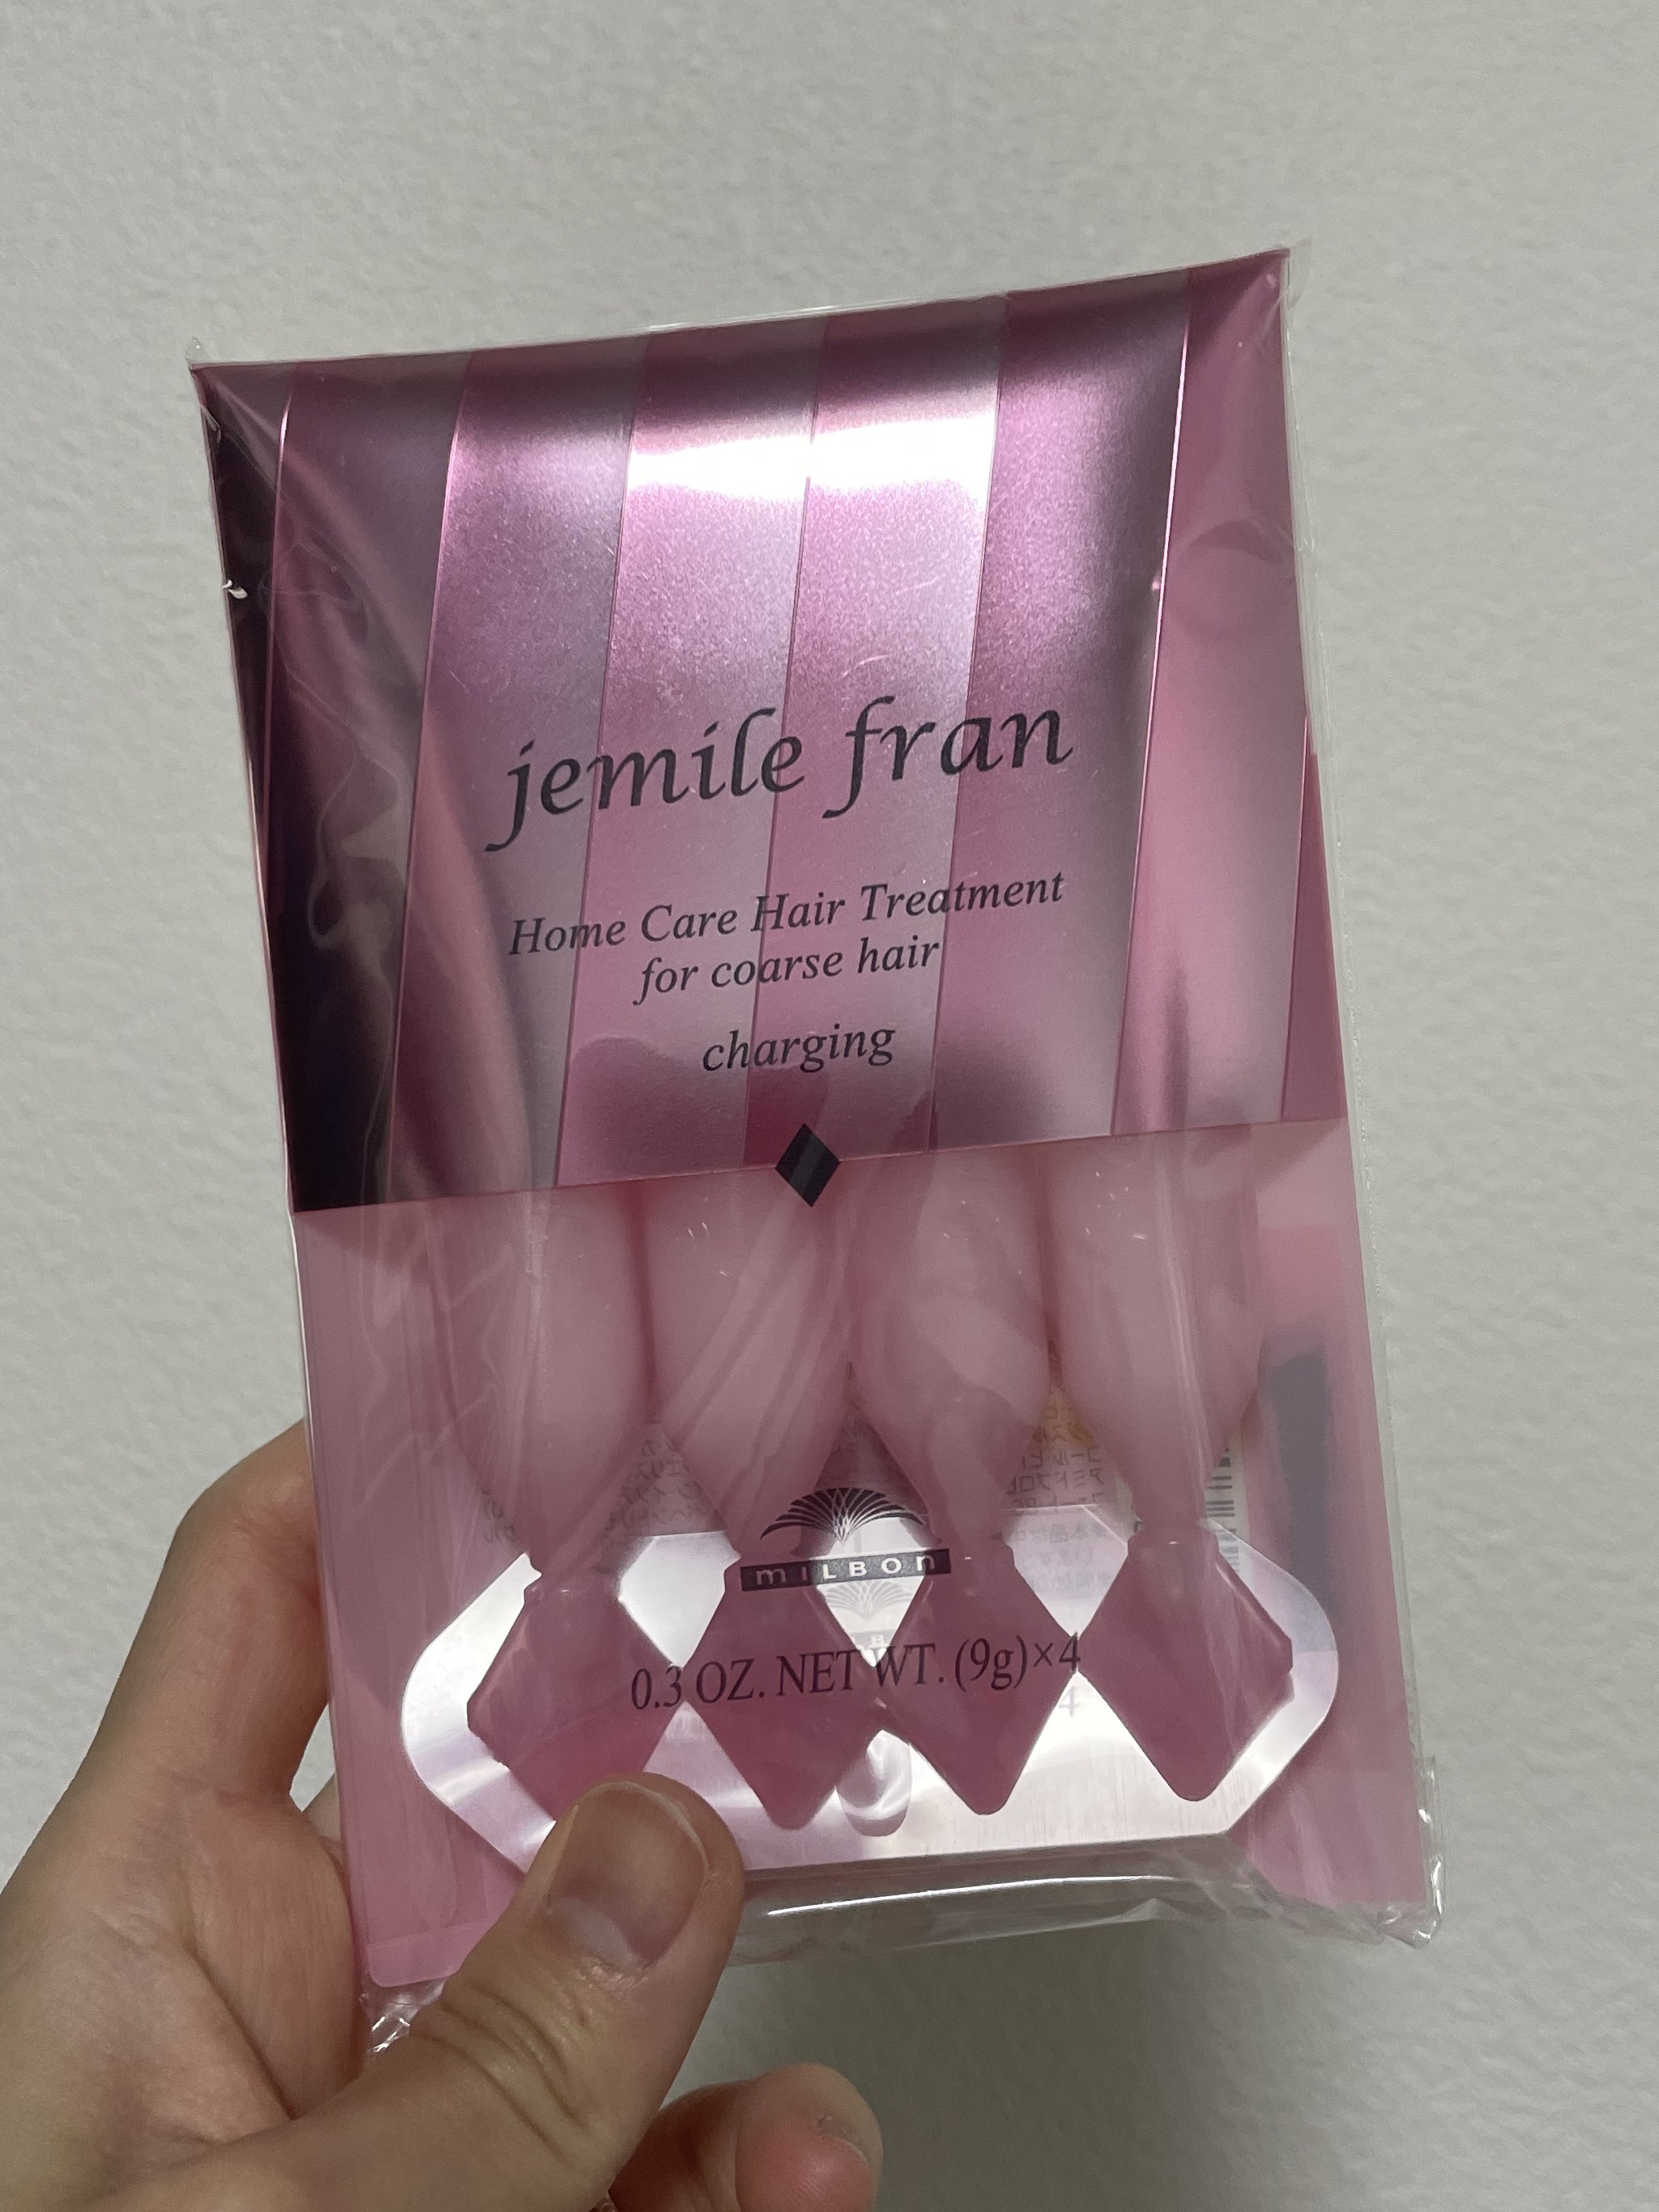 jemile fran
Home Care Hair Treatment
for coarse hair
charging
MILBON
0.3 OZ. NET WT. (9g)×4